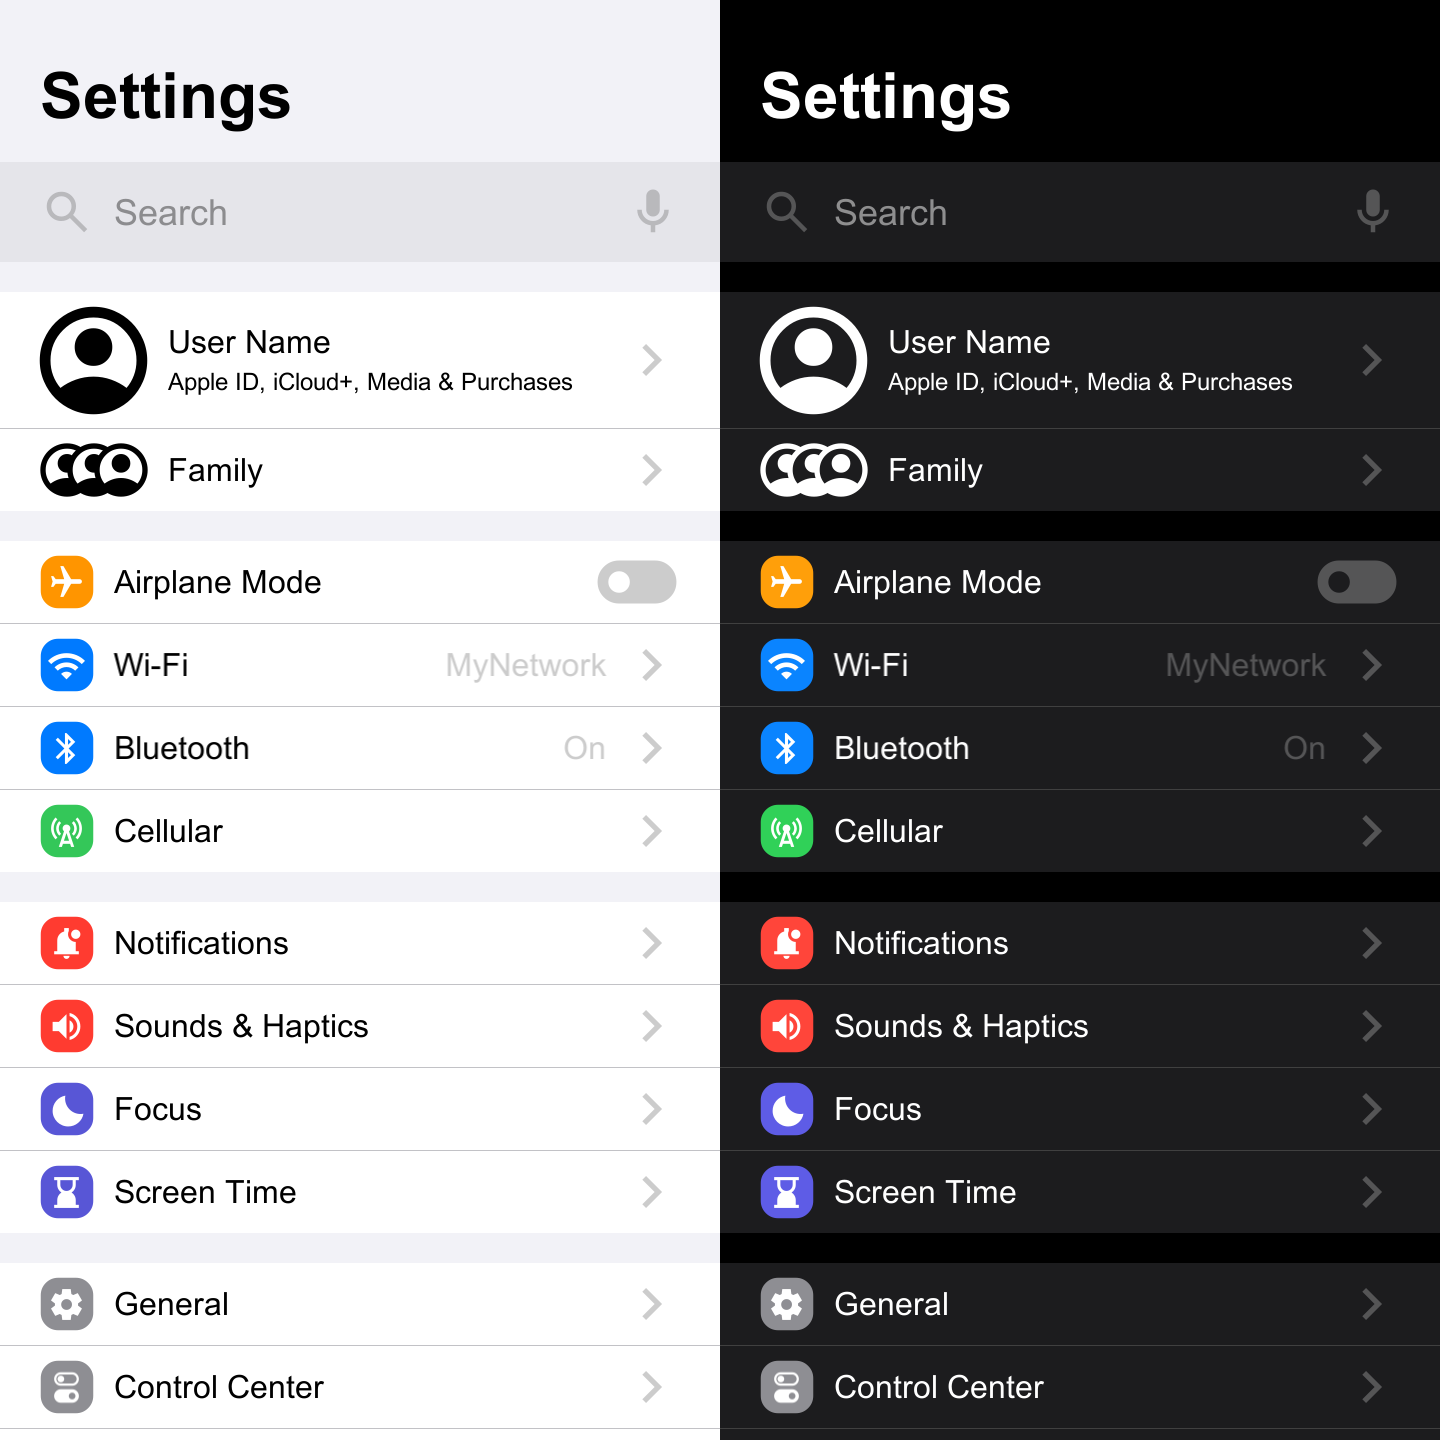 Settings
Search
User Name
Apple ID, iCloud+, Media & Purchases
Family
Airplane Mode
Wi-Fi MyNetwork
Bluetooth On
Cellular
Notifications
Sounds & Haptics
Focus
Screen Time
General
Control Center
Settings
Search
User Name
Apple ID, iCloud+, Media & Purchases
Family
Airplane Mode
Wi-Fi MyNetwork
Bluetooth On
Cellular
Notifications
Sounds & Haptics
Focus
Screen Time
General
Control Center